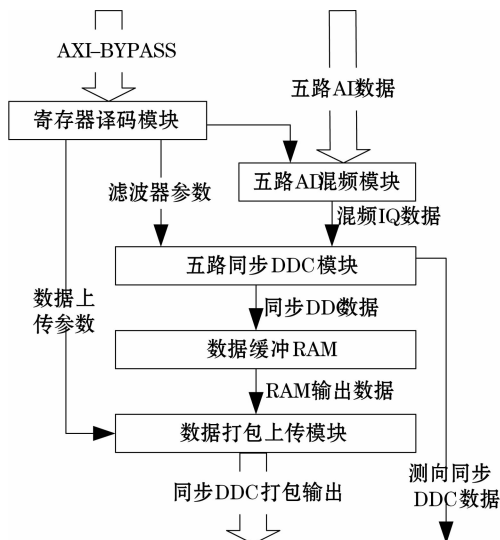 AXI-BYPASS
五路AD数据
寄存器译码模块
五路AD混频模块
滤波器参数
混频IQ数据
五路同步DDC模块
数据上
传参数
同步DDC数据
数据缓冲RAM
RAM输出数据
数据打包上传模块
同步DDC打包输出
测向同步
DDC数据